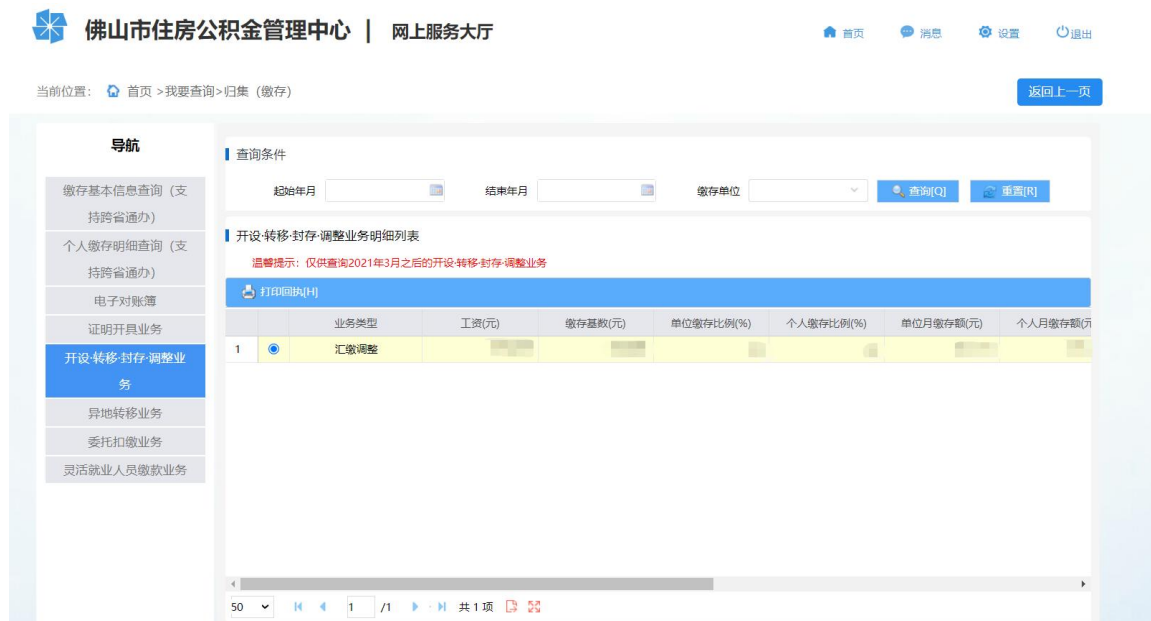 佛山市住房公积金管理中心 | 网上服务大厅
首页 消息 设置 退出
当前位置： 首页 >我要查询>归集（缴存）
返回上一页
导航
缴存基本信息查询（支
持跨省通办）
个人缴存明细查询（支
持跨省通办）
电子对账簿
证明开具业务
开设·转移·封存·调整业
务
异地转移业务
委托扣缴业务
灵活就业人员缴款业务
查询条件
起始年月 结束年月 缴存单位 查询[Q] 重置[R]
开设·转移·封存·调整业务明细列表
温馨提示：仅供查询2021年3月之后的开设·转移·封存·调整业务
打印回执[H]
业务类型 工资(元) 缴存基数(元) 单位缴存比例(%) 个人缴存比例(%) 单位月缴存额(元) 个人月缴存额(元
1 汇缴调整
50 1 /1 共 1 项